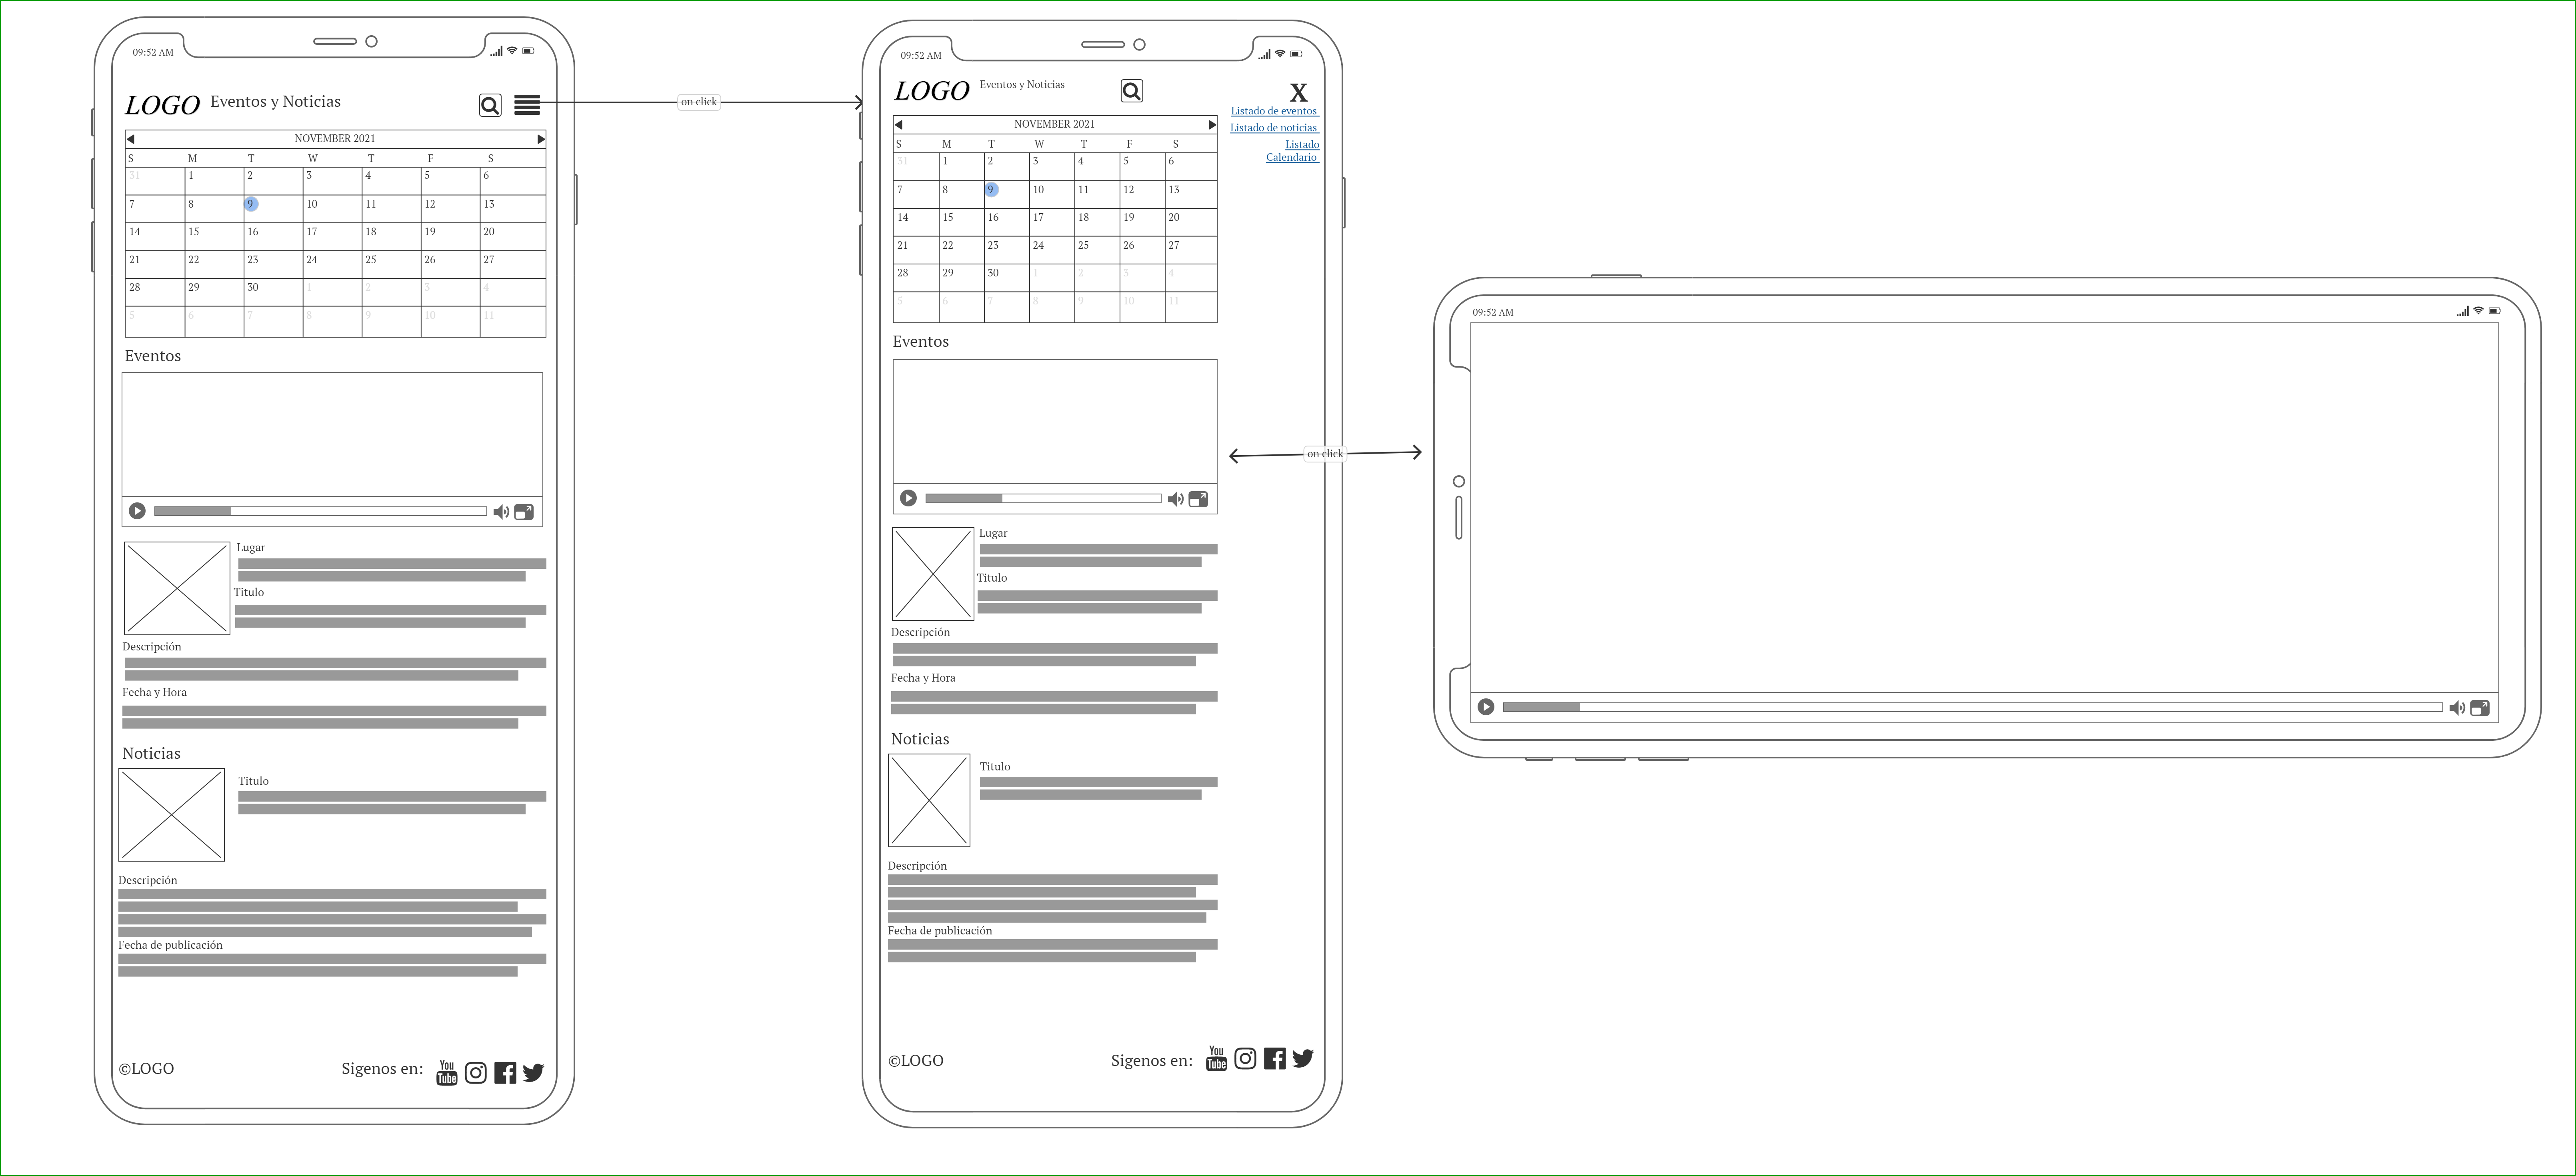 09:52 AM
LOGO Eventos y Noticias
NOVEMBER 2021
S M T W T F S
31 1 2 3 4 5 6
7 8 9 10 11 12 13
14 15 16 17 18 19 20
21 22 23 24 25 26 27
28 29 30 1 2 3 4
5 6 7 8 9 10 11
Eventos
Lugar
Titulo
Descripción
Fecha y Hora
Noticias
Titulo
Descripción
Fecha de publicación
©LOGO Sigenos en: You Tube
on click
09:52 AM
LOGO Eventos y Noticias
X
Listado de eventos
Listado de noticias
Listado
Calendario
NOVEMBER 2021
S M T W T F S
31 1 2 3 4 5 6
7 8 9 10 11 12 13
14 15 16 17 18 19 20
21 22 23 24 25 26 27
28 29 30 1 2 3 4
5 6 7 8 9 10 11
Eventos
Lugar
Titulo
Descripción
Fecha y Hora
Noticias
Titulo
Descripción
Fecha de publicación
©LOGO Sigenos en: You Tube
on click
09:52 AM